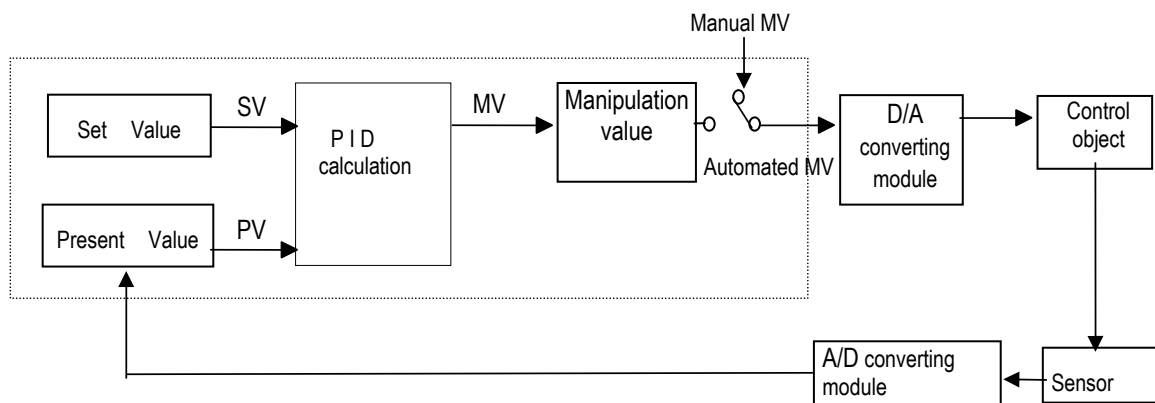 Manual MV
Set Value
SV
P I D
calculation
MV
Manipulation
value
Automated MV
D/A
converting
module
Control
object
Present Value
PV
A/D converting
module
Sensor